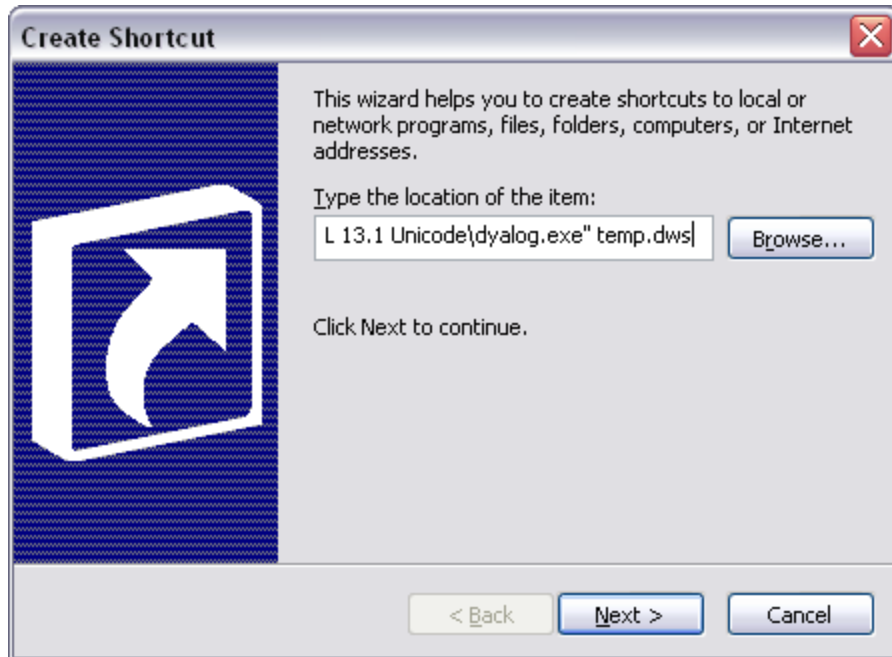 Create Shortcut
This wizard helps you to create shortcuts to local or
network programs, files, folders, computers, or Internet
addresses.
Type the location of the item:
L 13.1 Unicode\dyalog.exe" temp.dws
Browse...
Click Next to continue.
< Back
Next >
Cancel